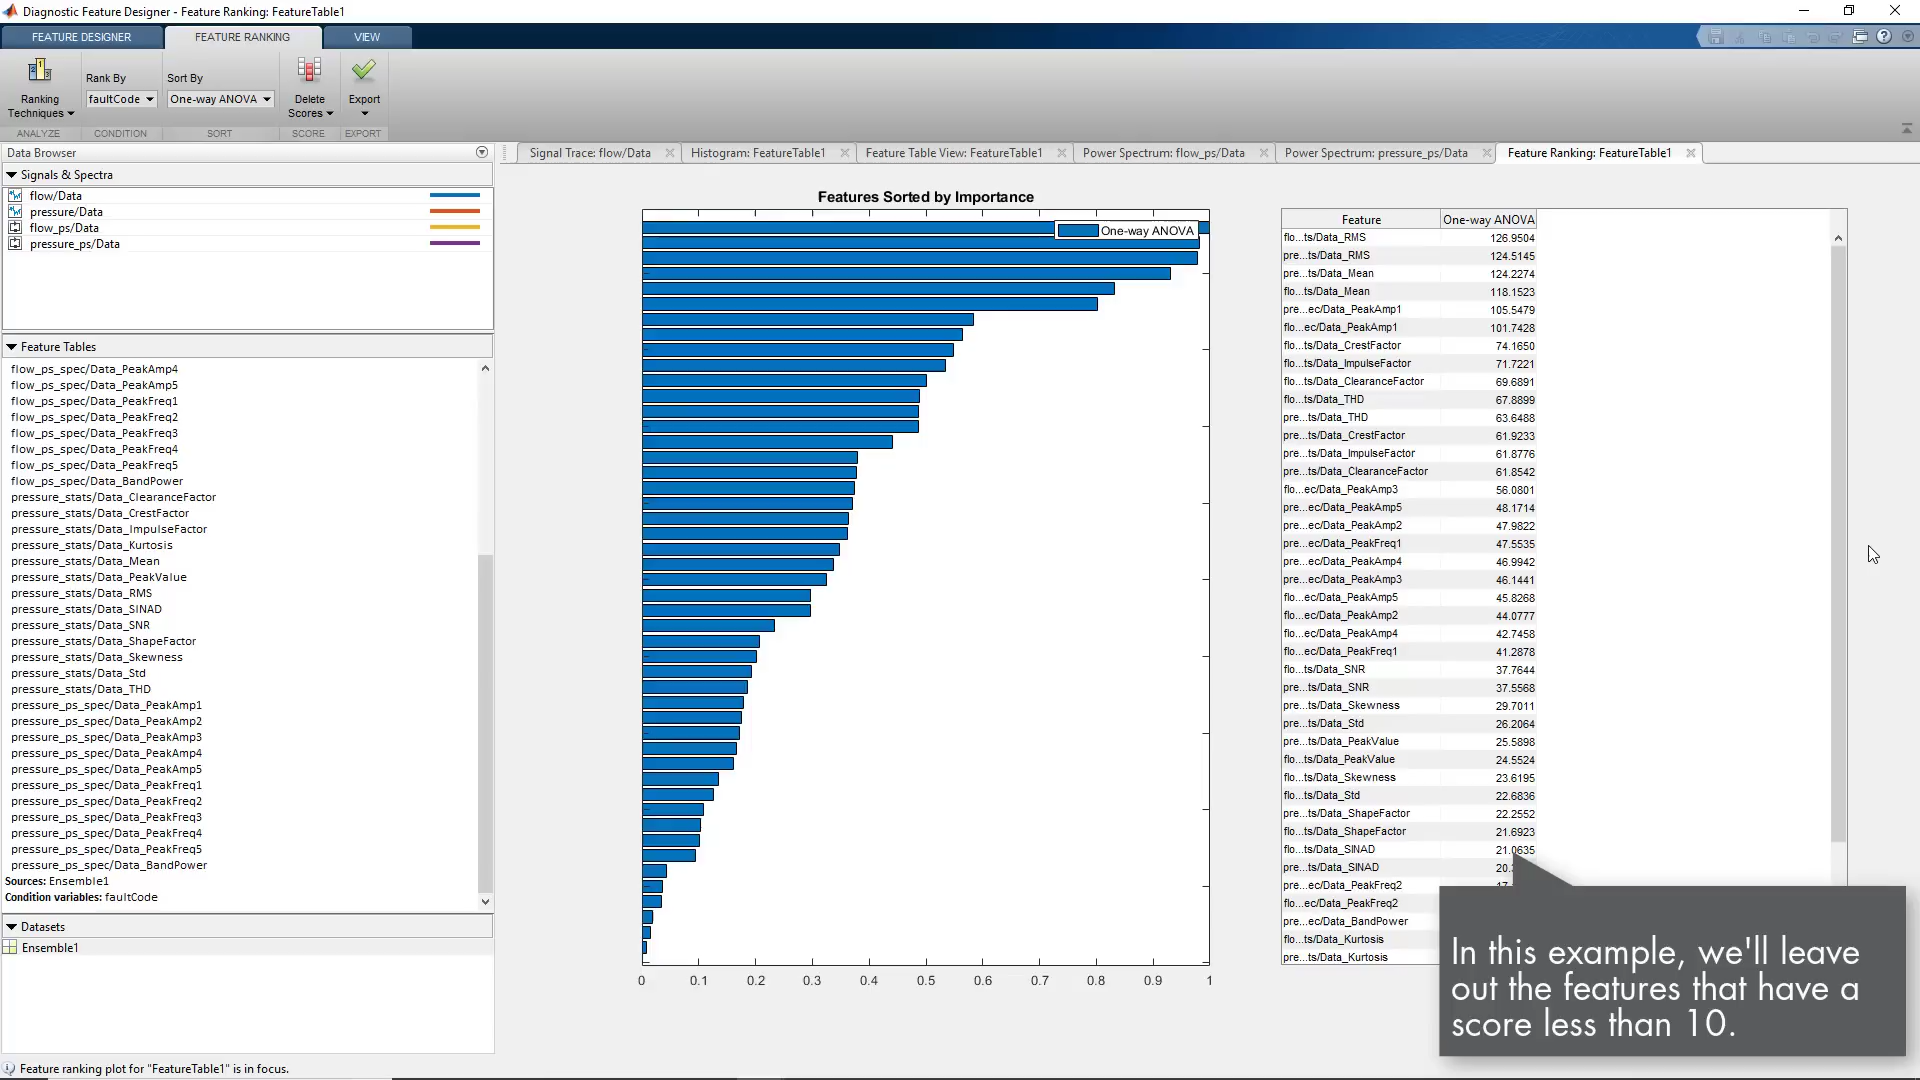 Diagnostic Feature Designer - Feature Ranking: FeatureTable1
FEATURE DESIGNER
FEATURE RANKING
VIEW
Ranking
Techniques
Rank By
faultCode
Sort By
One-way ANOVA
Delete
Scores
Export
ANALYZE
CONDITION
SORT
SCORE
EXPORT
Data Browser
Signals & Spectra
flow/Data
pressure/Data
flow_ps/Data
pressure_ps/Data
Feature Tables
flow_ps_spec/Data_PeakAmp4
flow_ps_spec/Data_PeakAmp5
flow_ps_spec/Data_PeakFreq1
flow_ps_spec/Data_PeakFreq2
flow_ps_spec/Data_PeakFreq3
flow_ps_spec/Data_PeakFreq4
flow_ps_spec/Data_PeakFreq5
flow_ps_spec/Data_BandPower
pressure_stats/Data_ClearanceFactor
pressure_stats/Data_CrestFactor
pressure_stats/Data_ImpulseFactor
pressure_stats/Data_Kurtosis
pressure_stats/Data_Mean
pressure_stats/Data_PeakValue
pressure_stats/Data_RMS
pressure_stats/Data_SINAD
pressure_stats/Data_SNR
pressure_stats/Data_ShapeFactor
pressure_stats/Data_Skewness
pressure_stats/Data_Std
pressure_stats/Data_THD
pressure_ps_spec/Data_PeakAmp1
pressure_ps_spec/Data_PeakAmp2
pressure_ps_spec/Data_PeakAmp3
pressure_ps_spec/Data_PeakAmp4
pressure_ps_spec/Data_PeakAmp5
pressure_ps_spec/Data_PeakFreq1
pressure_ps_spec/Data_PeakFreq2
pressure_ps_spec/Data_PeakFreq3
pressure_ps_spec/Data_PeakFreq4
pressure_ps_spec/Data_PeakFreq5
pressure_ps_spec/Data_BandPower
Sources: Ensemble1
Condition variables: faultCode
Datasets
Ensemble1
Feature ranking plot for "FeatureTable1" is in focus.
Signal Trace: flow/Data
Histogram: FeatureTable1
Feature Table View: FeatureTable1
Power Spectrum: flow_ps/Data
Power Spectrum: pressure_ps/Data
Feature Ranking: FeatureTable1
Features Sorted by Importance
One-way ANOVA
0 0.1 0.2 0.3 0.4 0.5 0.6 0.7 0.8 0.9 1
Feature One-way ANOVA
flo...ts/Data_RMS 126.9504
pre...ts/Data_RMS 124.5145
pre...ts/Data_Mean 124.2274
flo...ts/Data_Mean 118.1523
pre...ec/Data_PeakAmp1 105.5479
flo...ec/Data_PeakAmp1 101.7428
flo...ts/Data_CrestFactor 74.1650
flo...ts/Data_ImpulseFactor 71.7221
flo...ts/Data_ClearanceFactor 69.6891
flo...ts/Data_THD 67.8899
pre...ts/Data_THD 63.6488
pre...ts/Data_CrestFactor 61.9233
pre...ts/Data_ImpulseFactor 61.8776
pre...ts/Data_ClearanceFactor 61.8542
flo...ec/Data_PeakAmp3 56.0801
pre...ec/Data_PeakAmp5 48.1714
pre...ec/Data_PeakAmp2 47.9822
pre...ec/Data_PeakFreq1 47.5535
pre...ec/Data_PeakAmp4 46.9942
pre...ec/Data_PeakAmp3 46.1441
flo...ec/Data_PeakAmp5 45.8268
flo...ec/Data_PeakAmp2 44.0777
flo...ec/Data_PeakAmp4 42.7458
flo...ec/Data_PeakFreq1 41.2878
flo...ts/Data_SNR 37.7644
pre...ts/Data_SNR 37.5568
pre...ts/Data_Skewness 29.7011
pre...ts/Data_Std 26.2064
pre...ts/Data_PeakValue 25.5898
flo...ts/Data_PeakValue 24.5524
flo...ts/Data_Skewness 23.6195
flo...ts/Data_Std 22.6836
pre...ts/Data_ShapeFactor 22.2552
flo...ts/Data_ShapeFactor 21.6923
flo...ts/Data_SINAD 21.0635
pre...ts/Data_SINAD
pre...ec/Data_PeakFreq2
flo...ec/Data_PeakFreq2
pre...ec/Data_BandPower
flo...ts/Data_Kurtosis
pre...ts/Data_Kurtosis
In this example, we'll leave
out the features that have a
score less than 10.